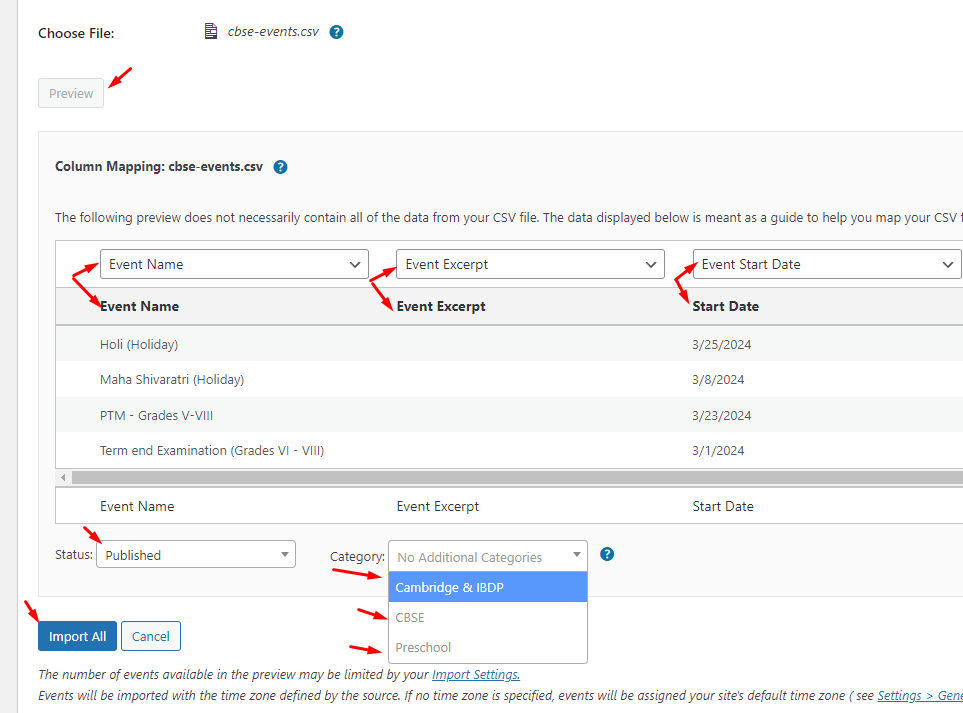 Choose File: cbse-events.csv ?
Preview
Column Mapping: cbse-events.csv ?
The following preview does not necessarily contain all of the data from your CSV file. The data displayed below is meant as a guide to help you map your CSV
Event Name Event Excerpt Event Start Date
Event Name Event Excerpt Start Date
Holi (Holiday) 3/25/2024
Maha Shivaratri (Holiday) 3/8/2024
PTM - Grades V-VIII 3/23/2024
Term end Examination (Grades VI - VIII) 3/1/2024
Event Name Event Excerpt Start Date
Status: Published Category: No Additional Categories ?
Cambridge & IBDP
CBSE
Preschool
Import All Cancel
The number of events available in the preview may be limited by your Import Settings.
Events will be imported with the time zone defined by the source. If no time zone is specified, events will be assigned your site's default time zone ( see Settings > Gene